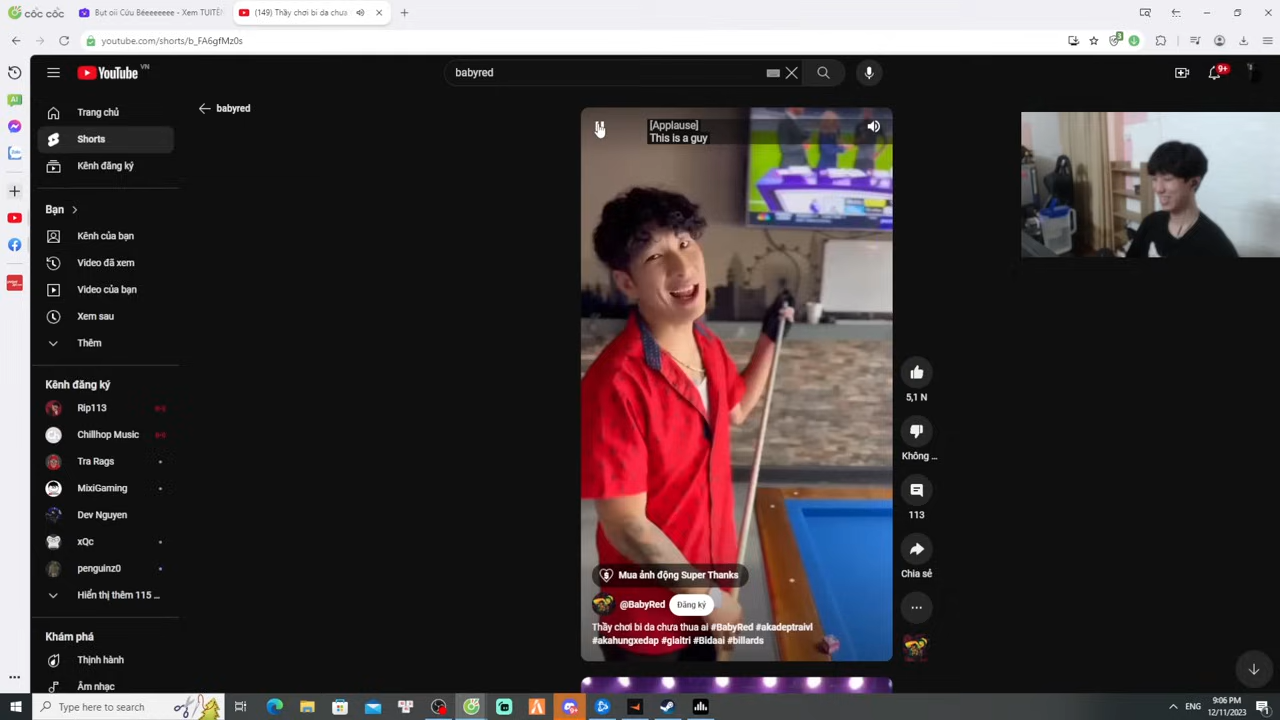 cốc cốc
Bụt oii Cứu Béeeeeeee - Xem TUITÊN
(149) Thầy chơi bi da chưa
youtube.com/shorts/b_FA6gfMz0s
3
YouTube VN
babyred
9+
Trang chủ
Shorts
Kênh đăng ký
Bạn
Kênh của bạn
Video đã xem
Video của bạn
Xem sau
Thêm
Kênh đăng ký
Rip113
Chillhop Music
Tra Rags
MixiGaming
Dev Nguyen
xQc
penguinz0
Hiển thị thêm 115 ...
Khám phá
Thịnh hành
Âm nhạc
babyred
[Applause]
This is a guy
Mua ảnh động Super Thanks
@BabyRed Đăng ký
Thầy chơi bi da chưa thua ai #BabyRed #akadeptraivl
#akahungxedap #giaitri #Bidaai #billards
5,1 N
Không ...
113
Chia sẻ
Type here to search
ENG
9:06 PM
12/11/2023